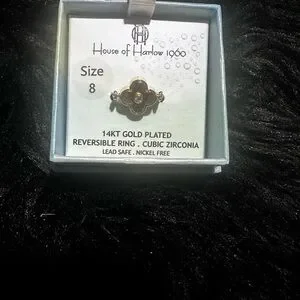 House of Harlow 1960
Size
8
14KT GOLD PLATED
REVERSIBLE RING . CUBIC ZIRCONIA
LEAD SAFE . NICKEL FREE